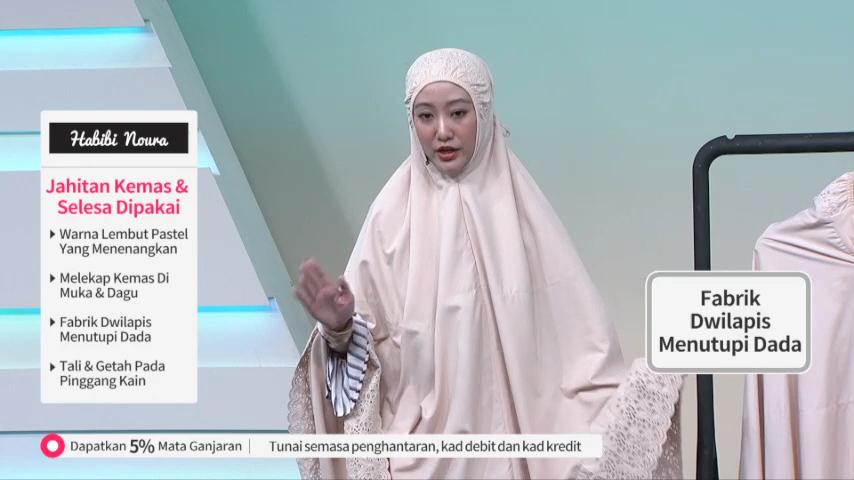 Habibi Noura
Jahitan Kemas &
Selesa Dipakai
Warna Lembut Pastel
Yang Menenangkan
Melekap Kemas Di
Muka & Dagu
Fabrik Dwilapis
Menutupi Dada
Tali & Getah Pada
Pinggang Kain
Fabrik
Dwilapis
Menutupi Dada
Dapatkan 5% Mata Ganjaran | Tunai semasa penghantaran, kad debit dan kad kredit